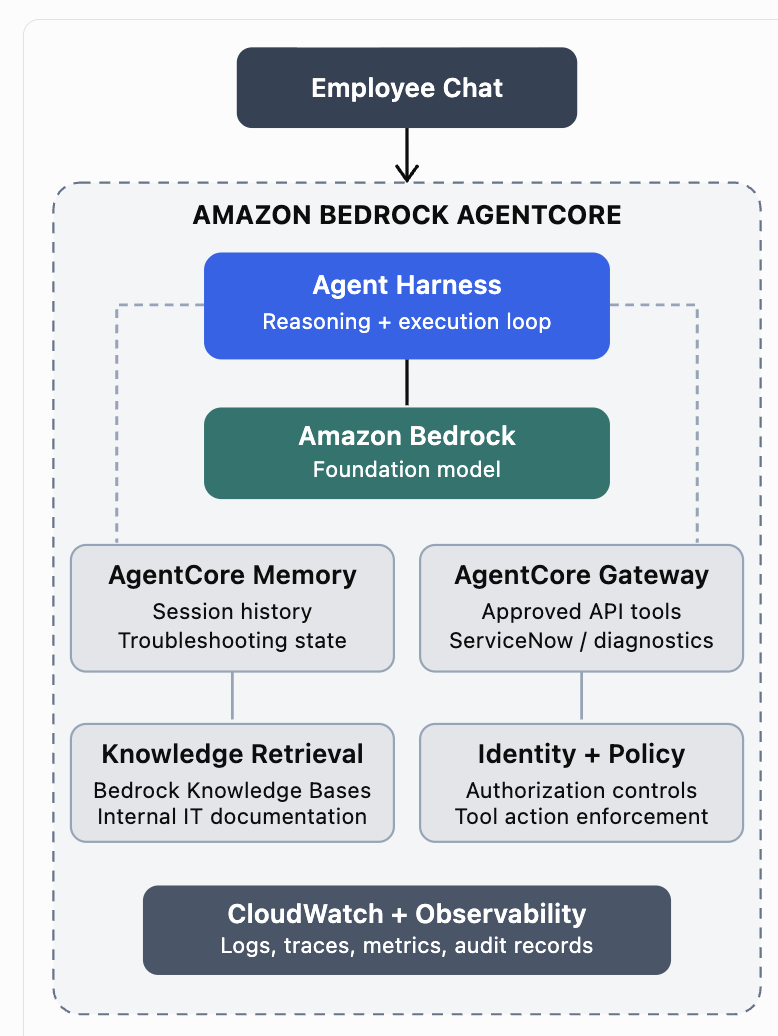 Employee Chat
AMAZON BEDROCK AGENTCORE
Agent Harness
Reasoning + execution loop
Amazon Bedrock
Foundation model
AgentCore Memory
Session history
Troubleshooting state
AgentCore Gateway
Approved API tools
ServiceNow / diagnostics
Knowledge Retrieval
Bedrock Knowledge Bases
Internal IT documentation
Identity + Policy
Authorization controls
Tool action enforcement
CloudWatch + Observability
Logs, traces, metrics, audit records